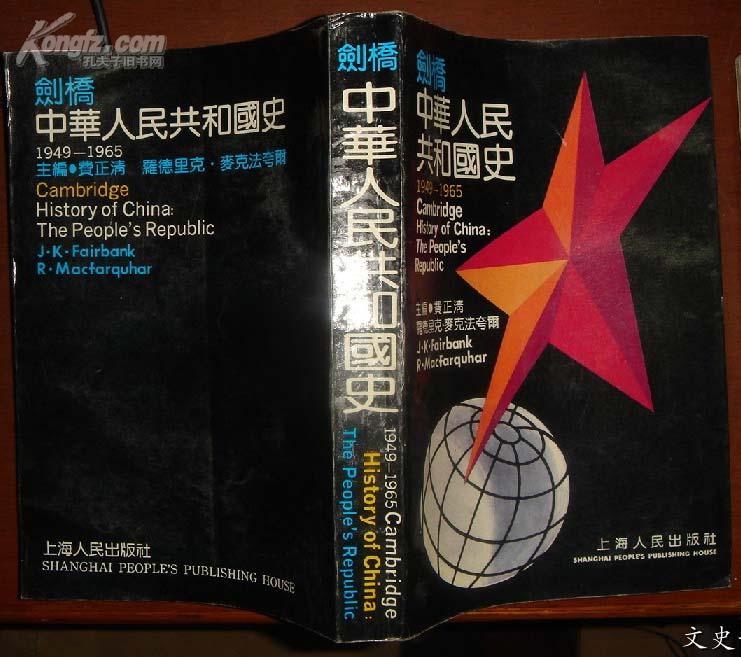 Kongfz.com
孔夫子旧书网
劍橋
中華人民共和國史
1949—1965
主編●費正清　羅德里克·麥克法夸爾
Cambridge
History of China:
The People's Republic
J·K·Fairbank
R·Macfarquhar
上海人民出版社
SHANGHAI PEOPLE'S PUBLISHING HOUSE
劍橋
中華人民共和國史
1949—1965 Cambridge
History of China:
The People's Republic
劍橋
中華人民
共和國史
1949—1965
Cambridge
History of China:
The People's
Republic
主編●費正清
羅德里克·麥克法夸爾
J·K·Fairbank
R·Macfarquhar
上海人民出版社
SHANGHAI PEOPLE'S PUBLISHING HOUSE
文史